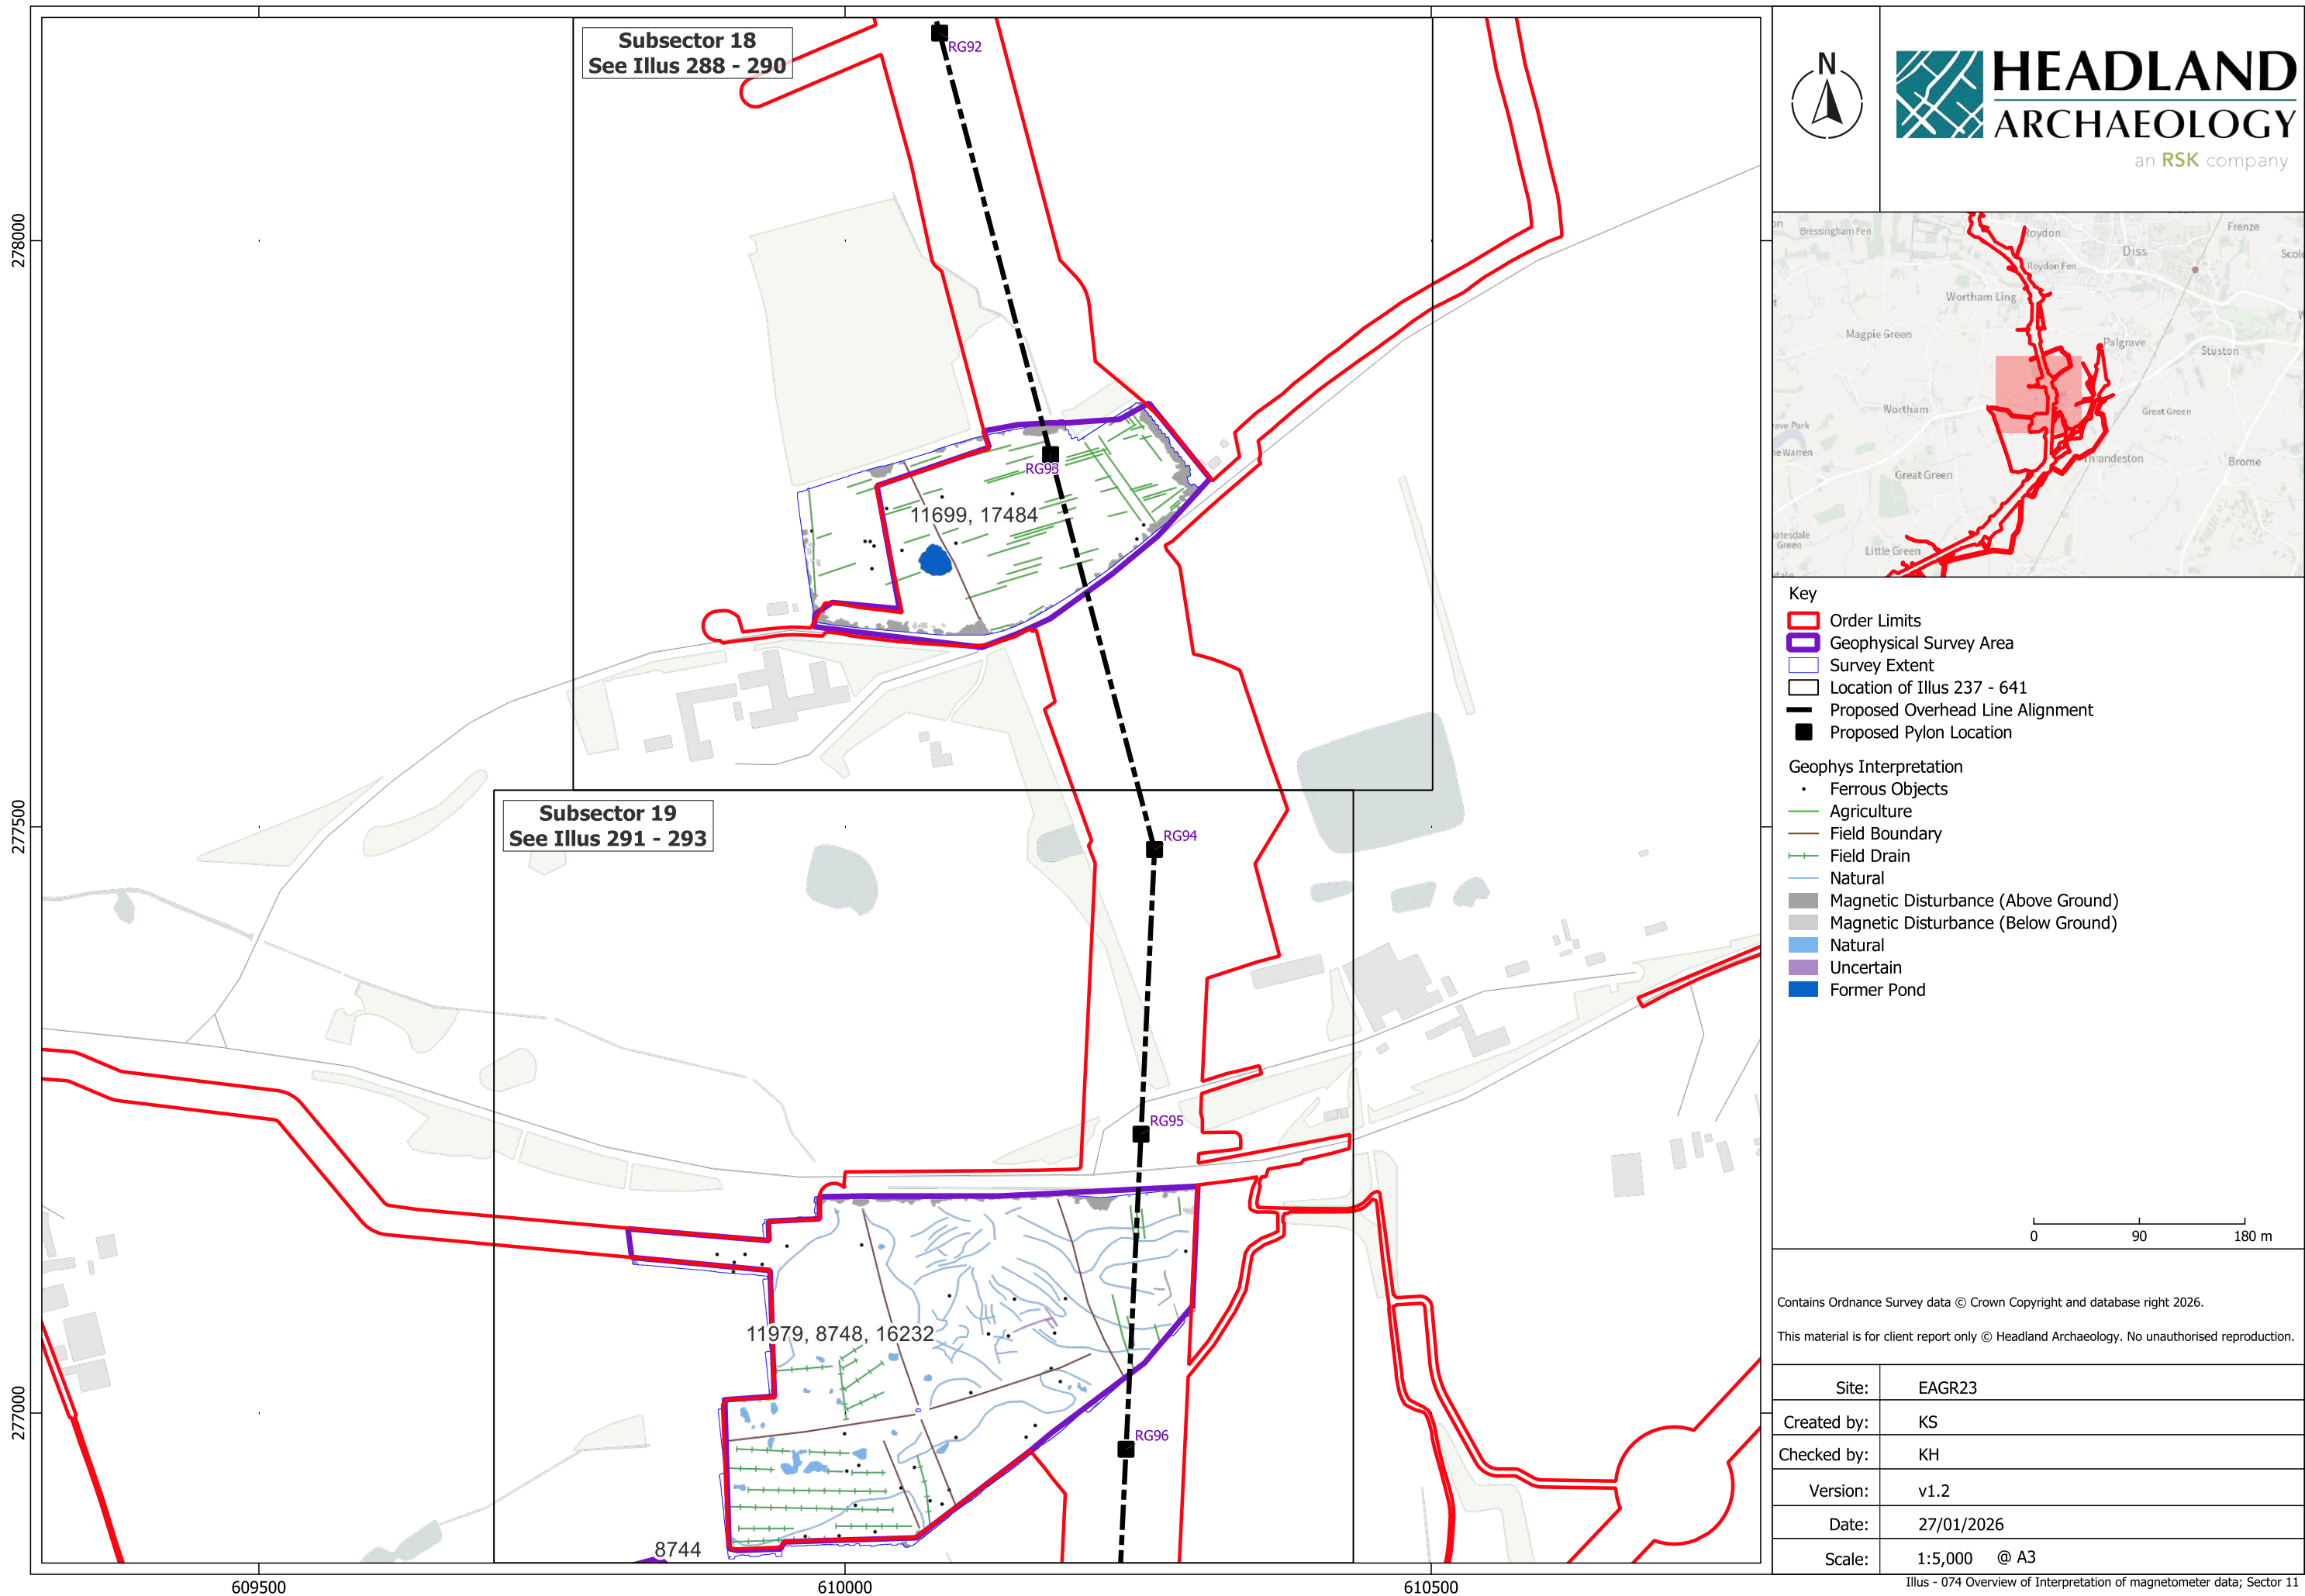 Subsector 18
See Illus 288 - 290
RG92
RG93
11699, 17484
Subsector 19
See Illus 291 - 293
RG94
RG95
11979, 8748, 16232
RG96
8744
278000
277500
277000
609500
610000
610500
N
HEADLAND
ARCHAEOLOGY
an RSK company
Bressingham Fen
Roydon
Frenze
Diss
Roydon Fen
Wortham Ling
Magpie Green
Palgrave
Stuston
Wortham
Great Green
Great Green
Thrandeston
Brome
Little Green
Key
Order Limits
Geophysical Survey Area
Survey Extent
Location of Illus 237 - 641
Proposed Overhead Line Alignment
Proposed Pylon Location
Geophys Interpretation
Ferrous Objects
Agriculture
Field Boundary
Field Drain
Natural
Magnetic Disturbance (Above Ground)
Magnetic Disturbance (Below Ground)
Natural
Uncertain
Former Pond
0 90 180 m
Contains Ordnance Survey data © Crown Copyright and database right 2026.
This material is for client report only © Headland Archaeology. No unauthorised reproduction.
Site: EAGR23
Created by: KS
Checked by: KH
Version: v1.2
Date: 27/01/2026
Scale: 1:5,000 @ A3
Illus - 074 Overview of Interpretation of magnetometer data; Sector 11